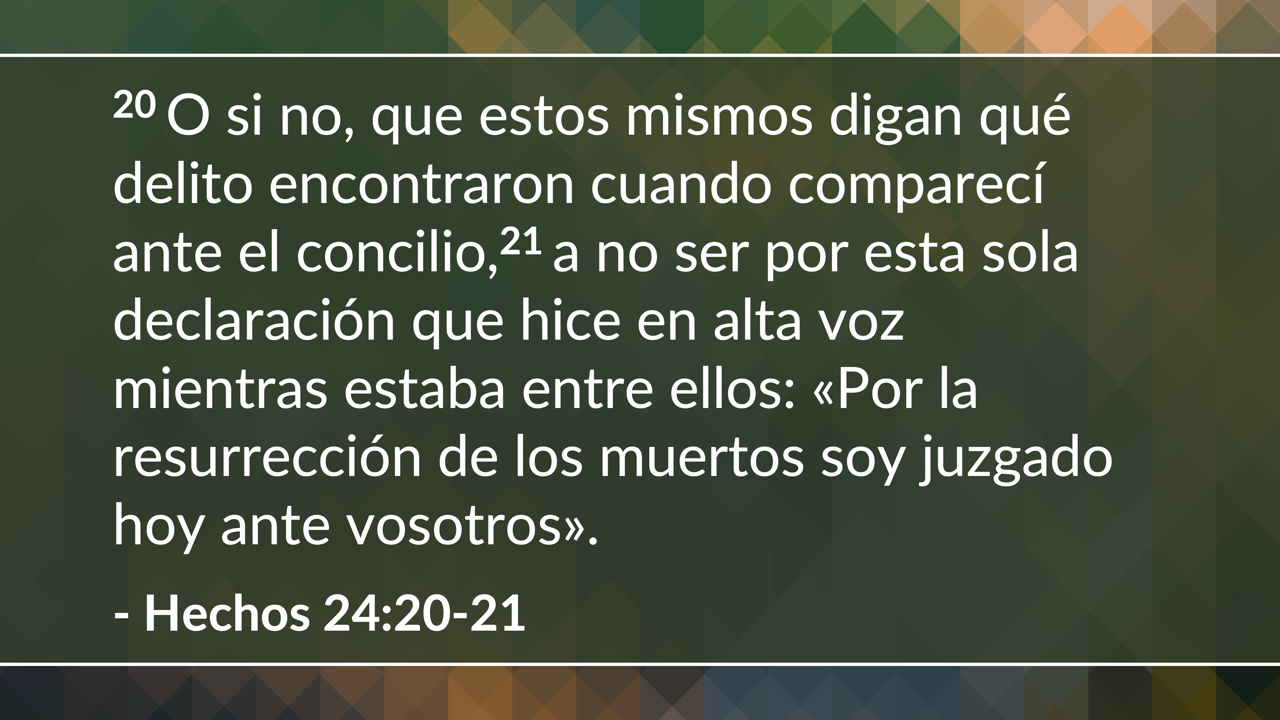 20 O si no, que estos mismos digan qué
delito encontraron cuando comparecí
ante el concilio,21 a no ser por esta sola
declaración que hice en alta voz
mientras estaba entre ellos: «Por la
resurrección de los muertos soy juzgado
hoy ante vosotros».
- Hechos 24:20-21